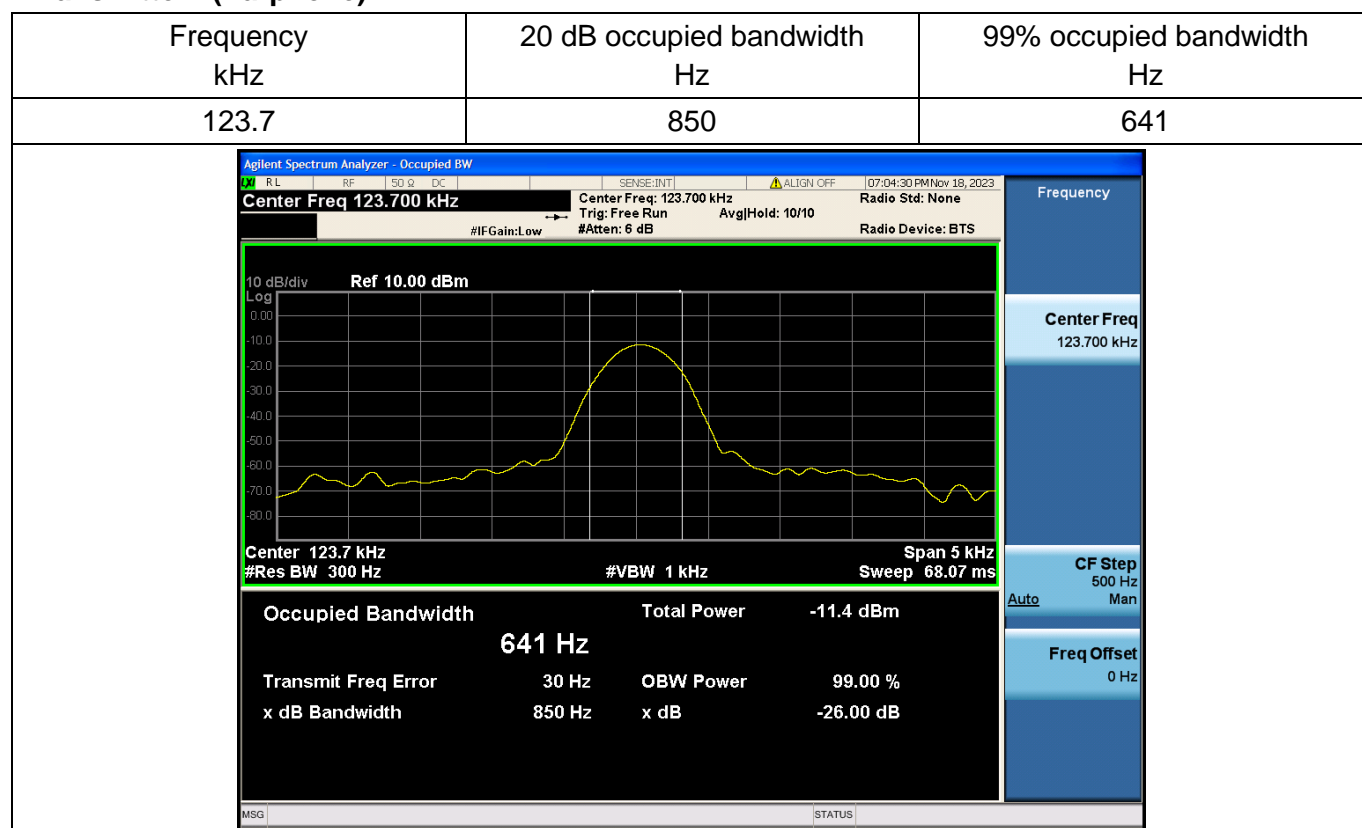 Frequency
kHz
20 dB occupied bandwidth
Hz
99% occupied bandwidth
Hz
123.7
850
641
Agilent Spectrum Analyzer - Occupied BW
LXI RL RF 50 Ω DC SENSE:INT ALIGN OFF 07:04:30 PM Nov 18, 2023
Center Freq 123.700 kHz
Center Freq: 123.700 kHz
Radio Std: None
Trig: Free Run Avg|Hold: 10/10
#IFGain:Low
#Atten: 6 dB
Radio Device: BTS
10 dB/div Ref 10.00 dBm
Log
0.00
-10.0
-20.0
-30.0
-40.0
-50.0
-60.0
-70.0
-80.0
Center 123.7 kHz
Span 5 kHz
#Res BW 300 Hz
#VBW 1 kHz
Sweep 68.07 ms
Occupied Bandwidth
641 Hz
Total Power -11.4 dBm
Transmit Freq Error 30 Hz
OBW Power 99.00 %
x dB Bandwidth 850 Hz
x dB -26.00 dB
MSG
STATUS
Frequency
Center Freq
123.700 kHz
CF Step
500 Hz
Auto Man
Freq Offset
0 Hz